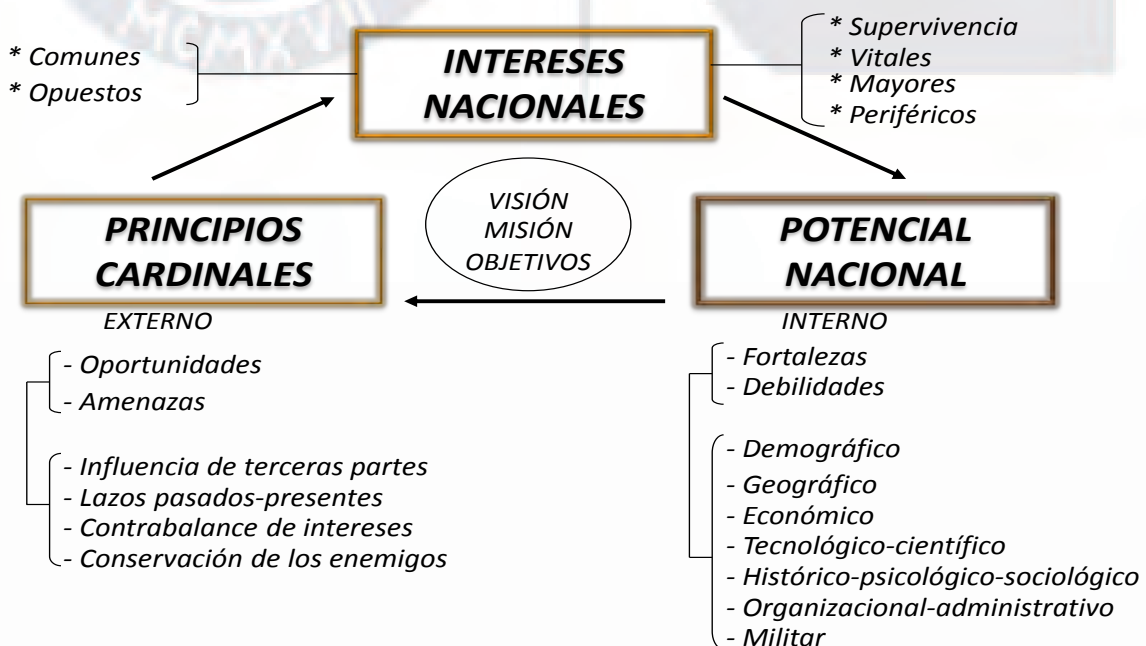 MCMXVII
* Comunes
* Opuestos
INTERESES
NACIONALES
* Supervivencia
* Vitales
* Mayores
* Periféricos
VISIÓN
MISIÓN
OBJETIVOS
PRINCIPIOS
CARDINALES
EXTERNO
- Oportunidades
- Amenazas
- Influencia de terceras partes
- Lazos pasados-presentes
- Contrabalance de intereses
- Conservación de los enemigos
POTENCIAL
NACIONAL
INTERNO
- Fortalezas
- Debilidades
- Demográfico
- Geográfico
- Económico
- Tecnológico-científico
- Histórico-psicológico-sociológico
- Organizacional-administrativo
- Militar